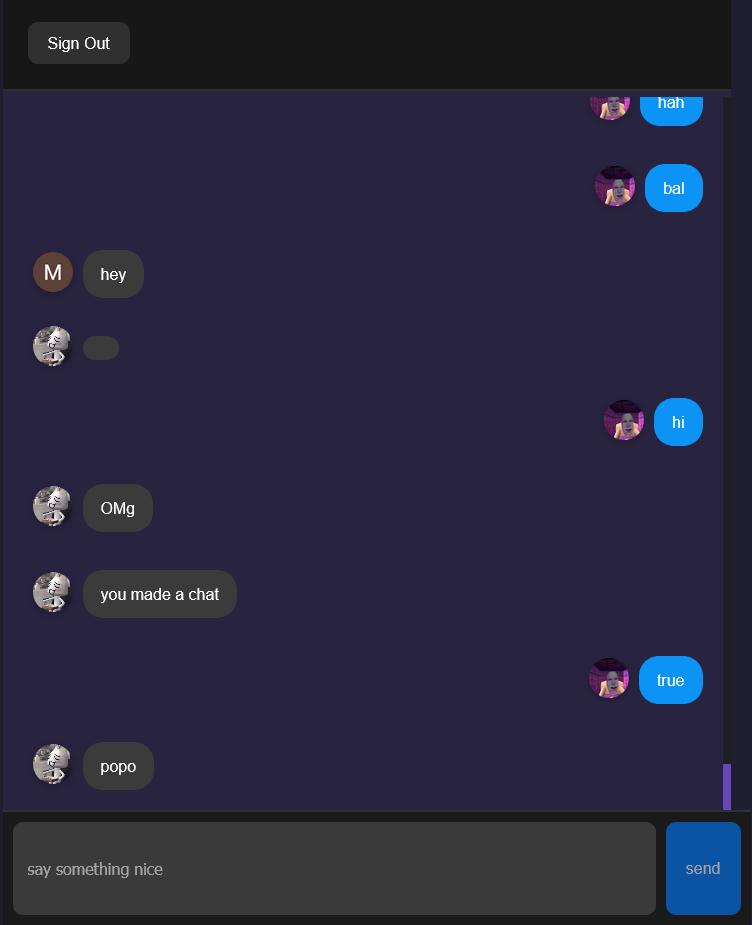 Sign Out
hah
bal
M
hey
hi
OMg
you made a chat
true
popo
say something nice
send